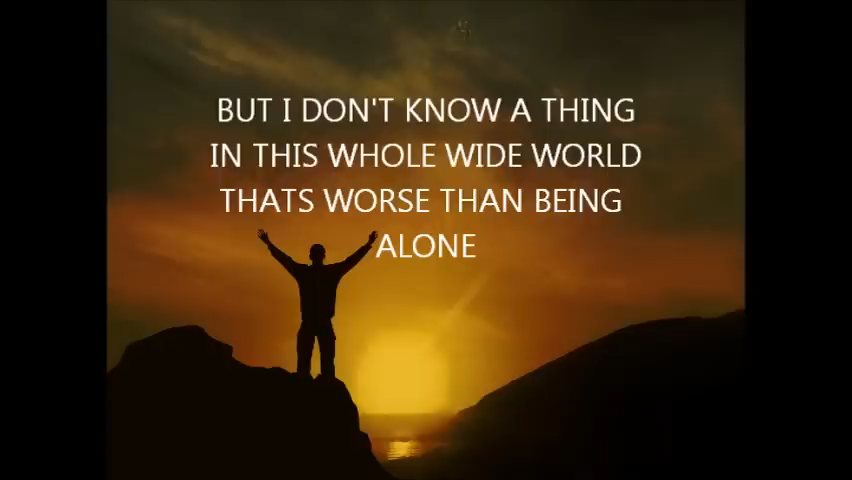 BUT I DON'T KNOW A THING
IN THIS WHOLE WIDE WORLD
THATS WORSE THAN BEING
ALONE